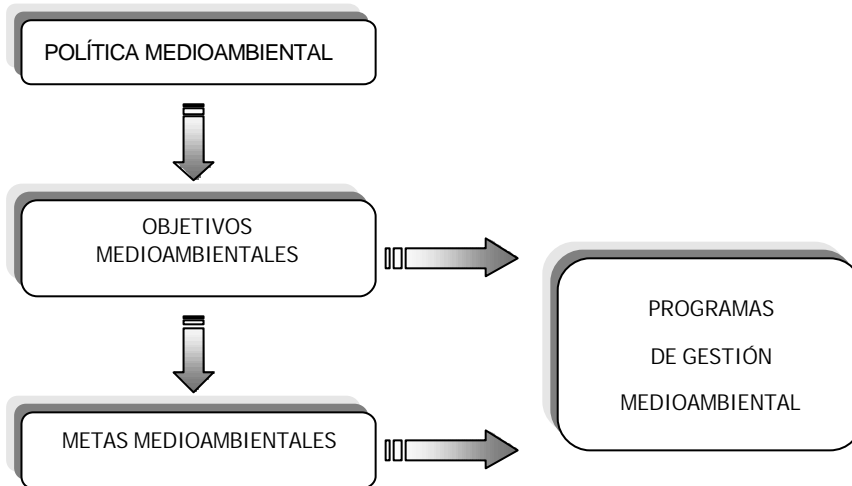 POLÍTICA MEDIOAMBIENTAL
OBJETIVOS
MEDIOAMBIENTALES
PROGRAMAS
DE GESTIÓN
MEDIOAMBIENTAL
METAS MEDIOAMBIENTALES